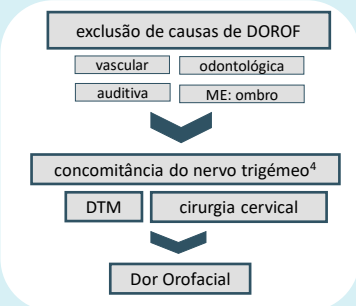 exclusão de causas de DOROF
vascular odontológica
auditiva ME: ombro
concomitância do nervo trigémeo⁴
DTM cirurgia cervical
Dor Orofacial